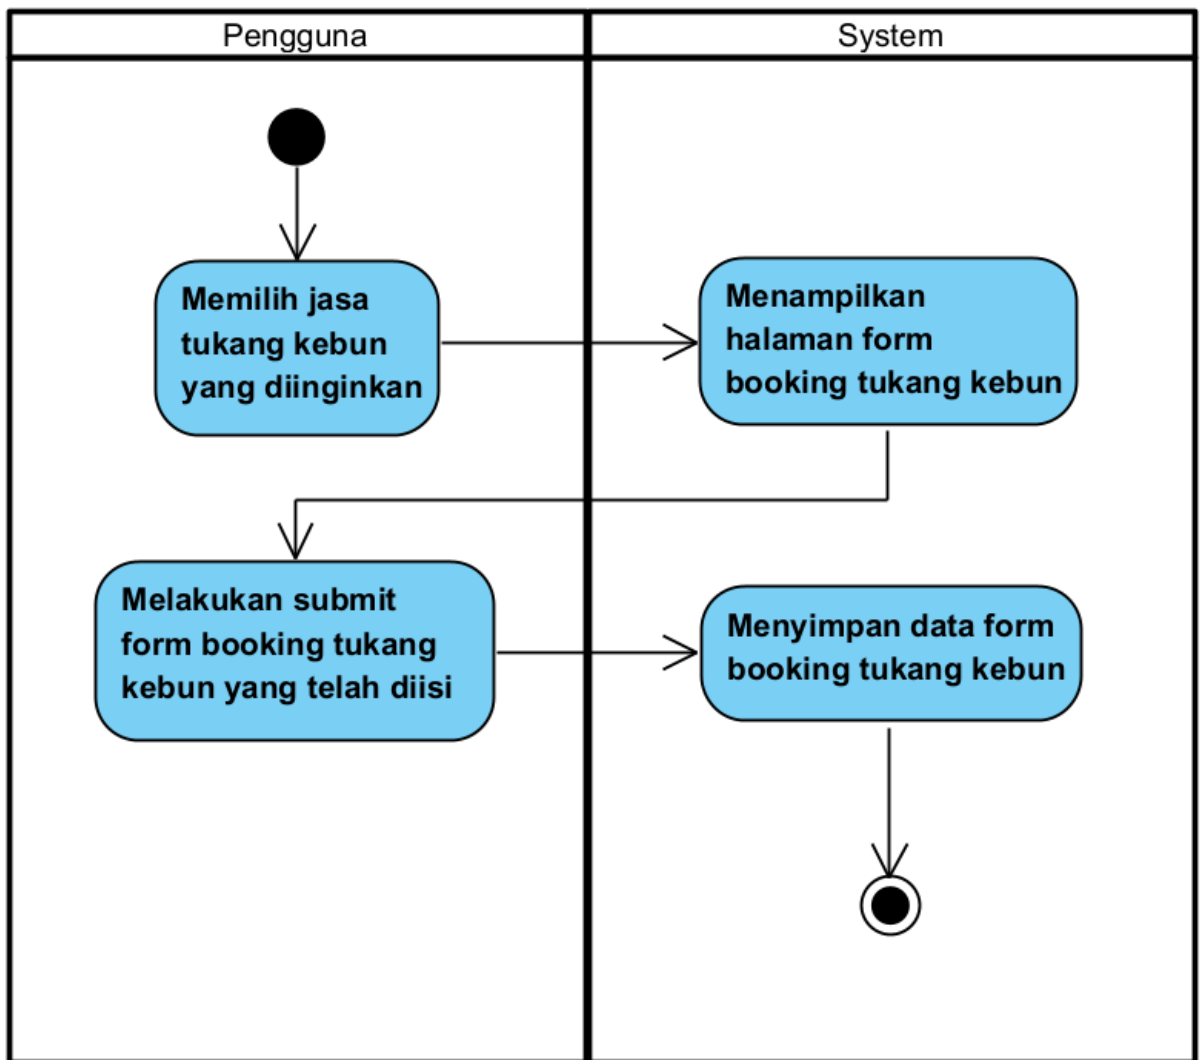 Pengguna
System
Memilih jasa
tukang kebun
yang diinginkan
Menampilkan
halaman form
booking tukang kebun
Melakukan submit
form booking tukang
kebun yang telah diisi
Menyimpan data form
booking tukang kebun